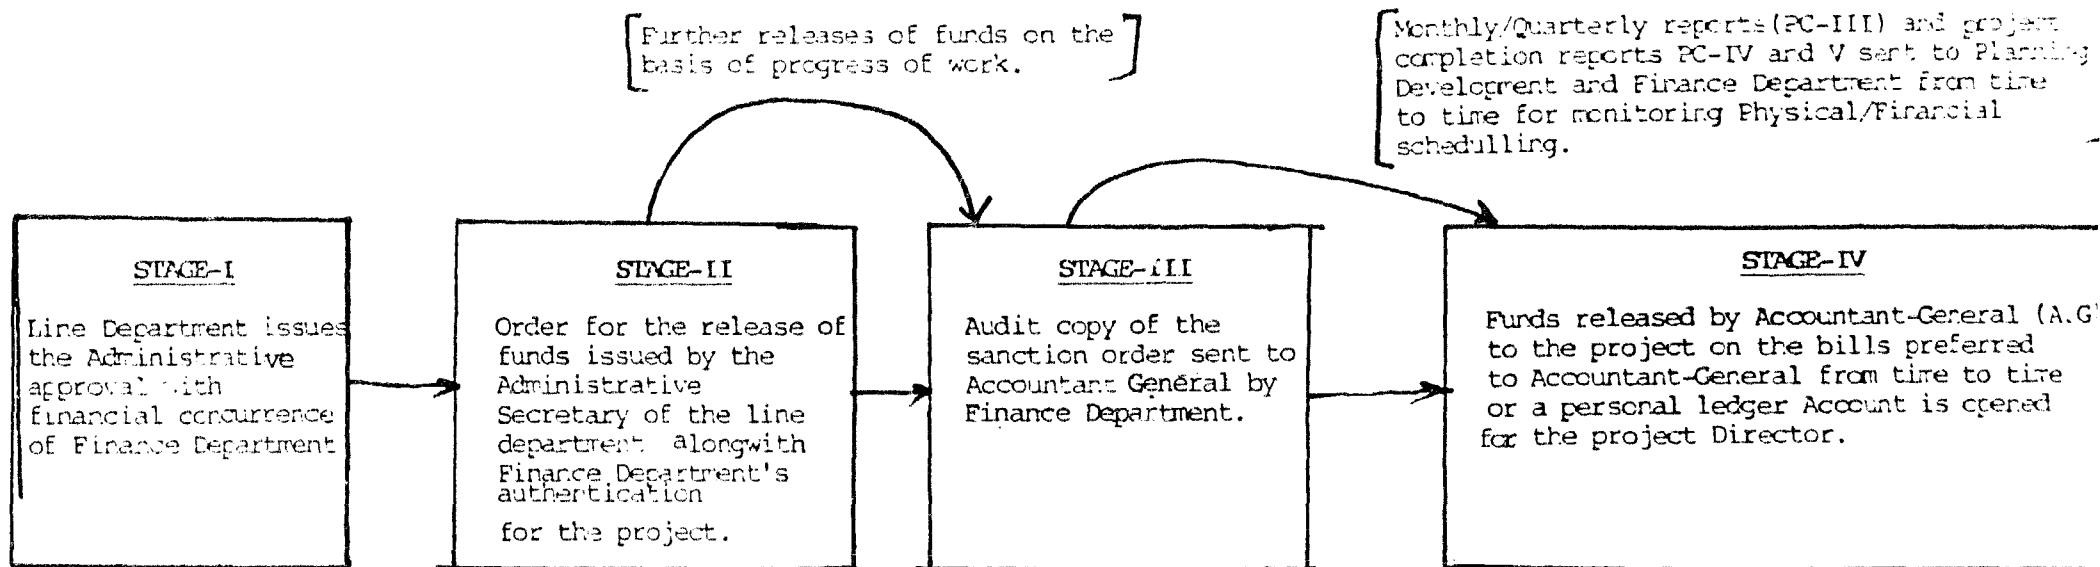 Further releases of funds on the
basis of progress of work.
Monthly/Quarterly reports(PC-III) and project
completion reports PC-IV and V sent to Planning
Development and Finance Department from time
to time for monitoring Physical/Financial
schedulling.
STAGE-I
Line Department issues
the Administrative
approval with
financial concurrence
of Finance Department
STAGE-II
Order for the release of
funds issued by the
Administrative
Secretary of the line
department alongwith
Finance Department's
authentication
for the project.
STAGE-III
Audit copy of the
sanction order sent to
Accountant General by
Finance Department.
STAGE-IV
Funds released by Accountant-General (A.G)
to the project on the bills preferred
to Accountant-General from time to time
or a personal ledger Account is opened
for the project Director.